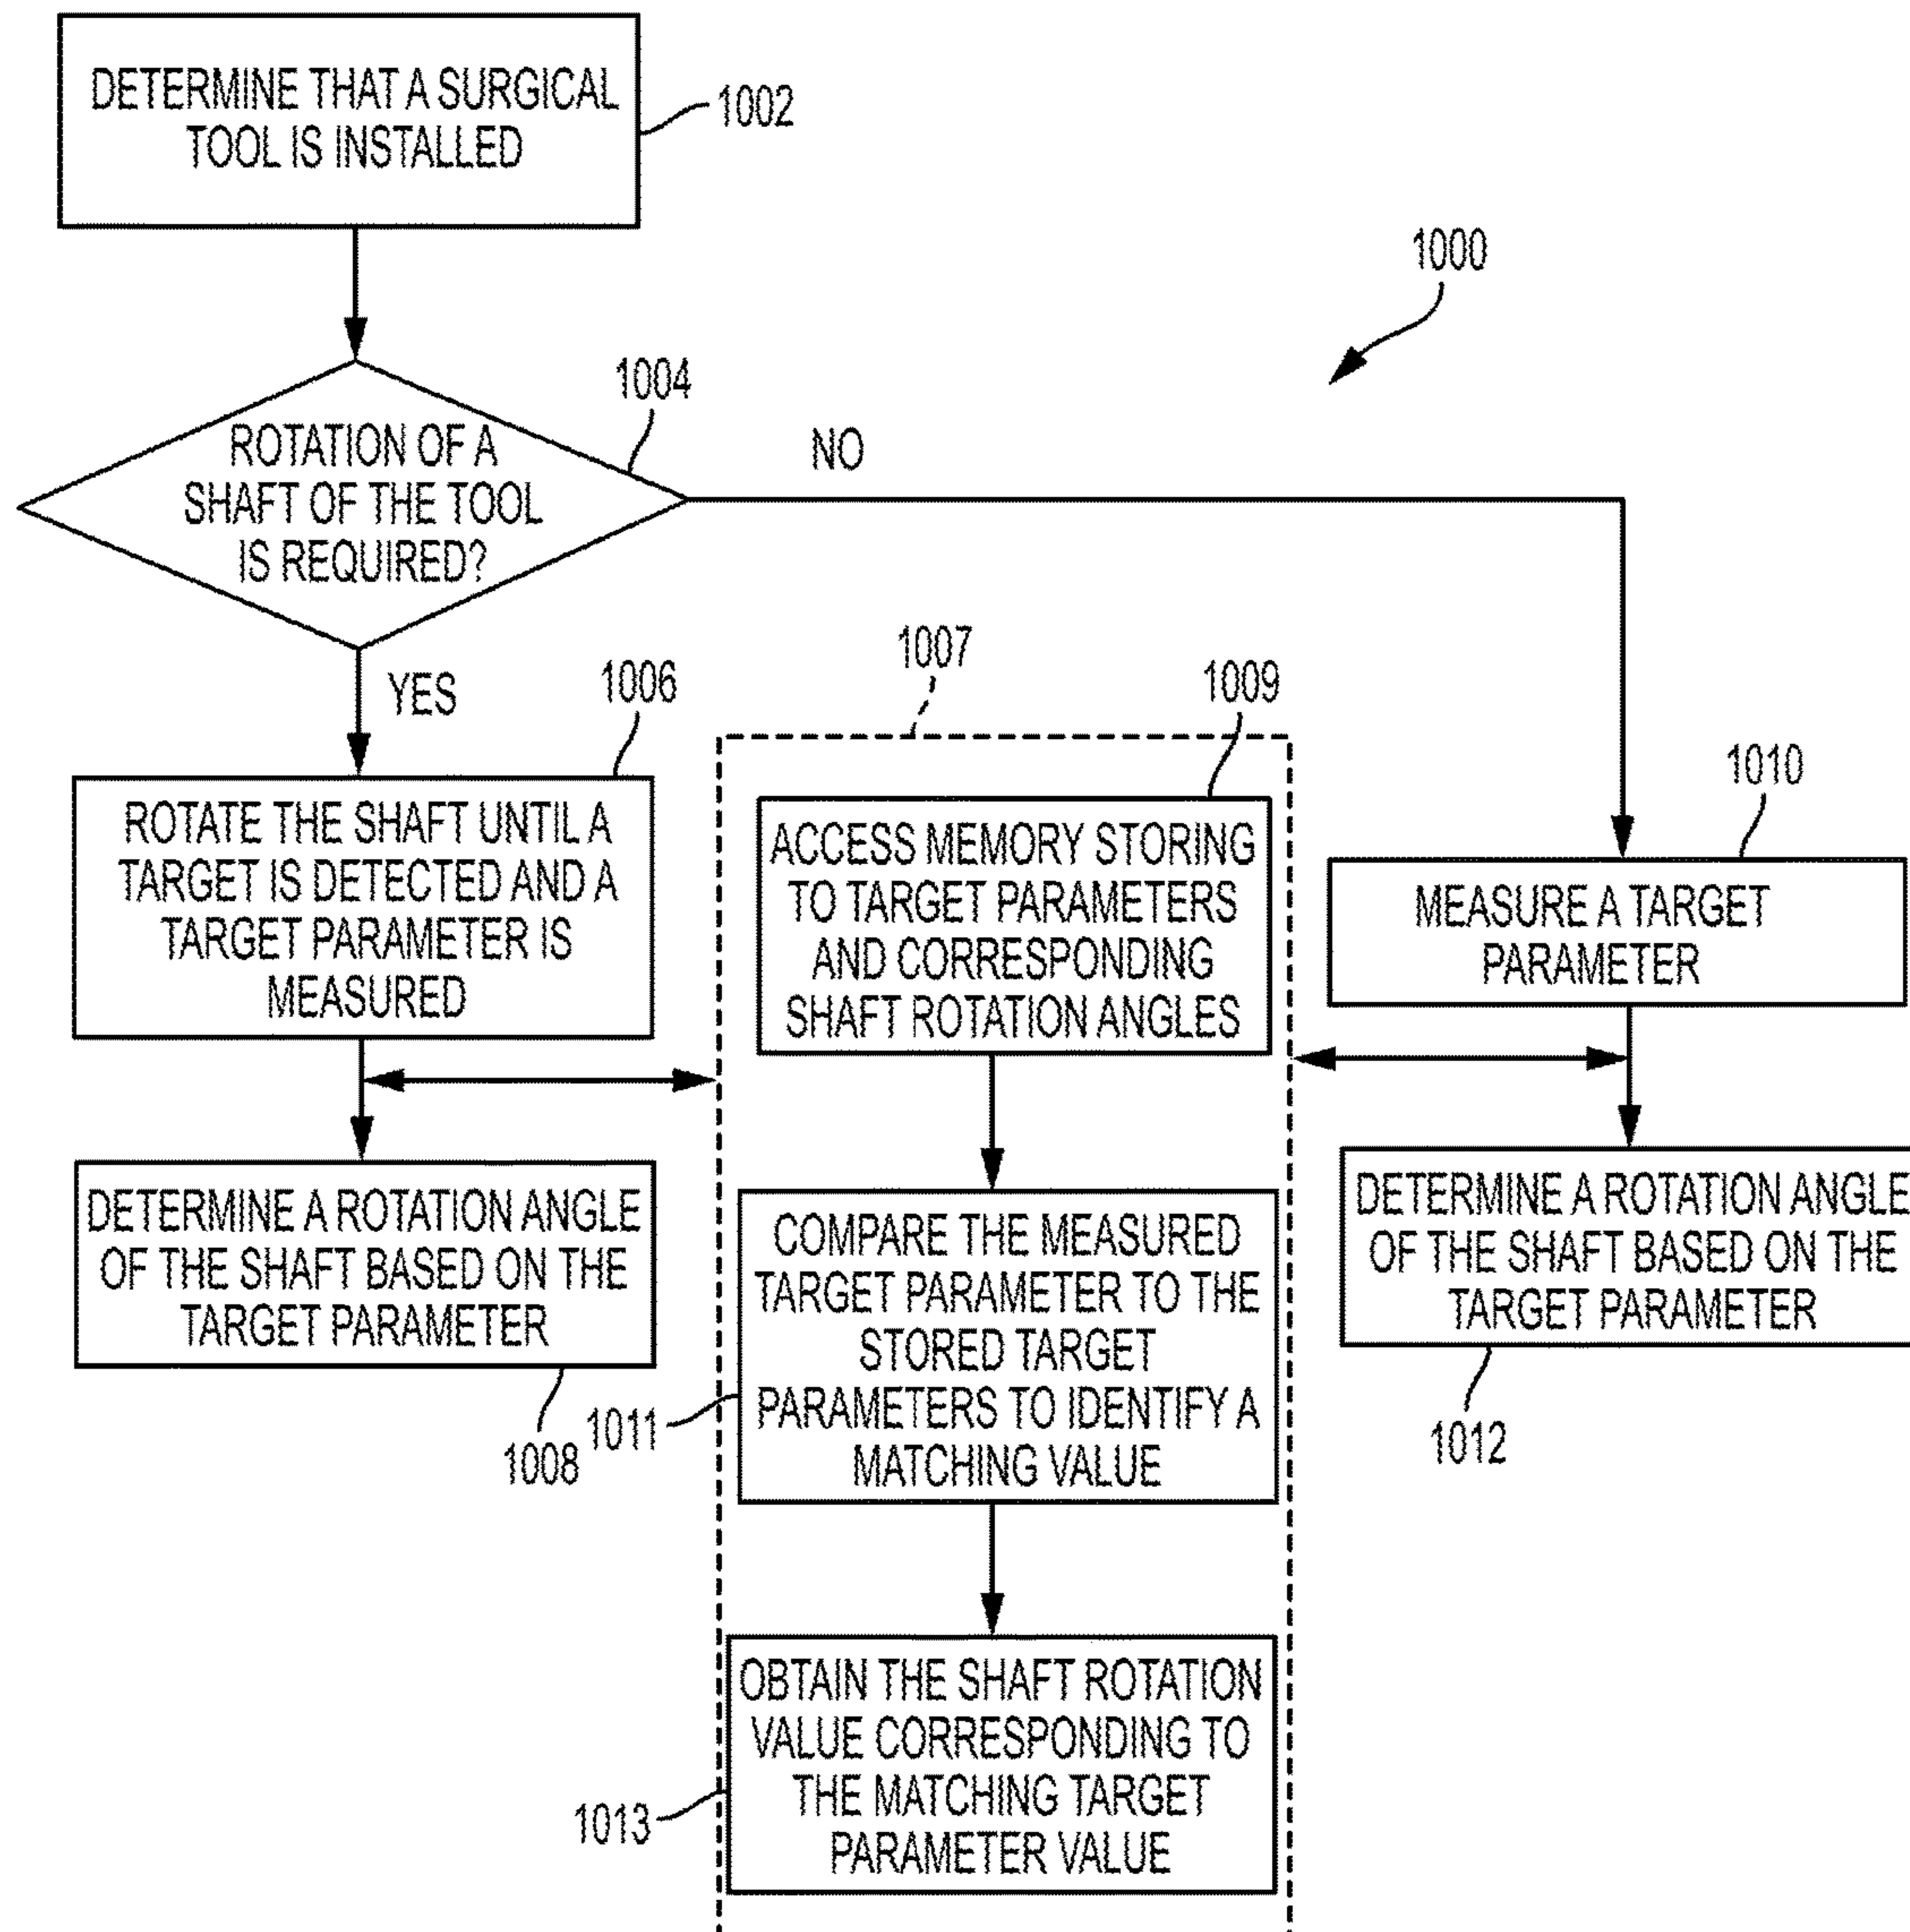 DETERMINE THAT A SURGICAL
TOOL IS INSTALLED
1002
1000
1004
ROTATION OF A
SHAFT OF THE TOOL
IS REQUIRED?
NO
YES
1006
ROTATE THE SHAFT UNTIL A
TARGET IS DETECTED AND A
TARGET PARAMETER IS
MEASURED
DETERMINE A ROTATION ANGLE
OF THE SHAFT BASED ON THE
TARGET PARAMETER
1008
1007
1009
ACCESS MEMORY STORING
TO TARGET PARAMETERS
AND CORRESPONDING
SHAFT ROTATION ANGLES
COMPARE THE MEASURED
TARGET PARAMETER TO THE
STORED TARGET
PARAMETERS TO IDENTIFY A
MATCHING VALUE
1011
OBTAIN THE SHAFT ROTATION
VALUE CORRESPONDING TO
THE MATCHING TARGET
PARAMETER VALUE
1013
1010
MEASURE A TARGET
PARAMETER
DETERMINE A ROTATION ANGLE
OF THE SHAFT BASED ON THE
TARGET PARAMETER
1012